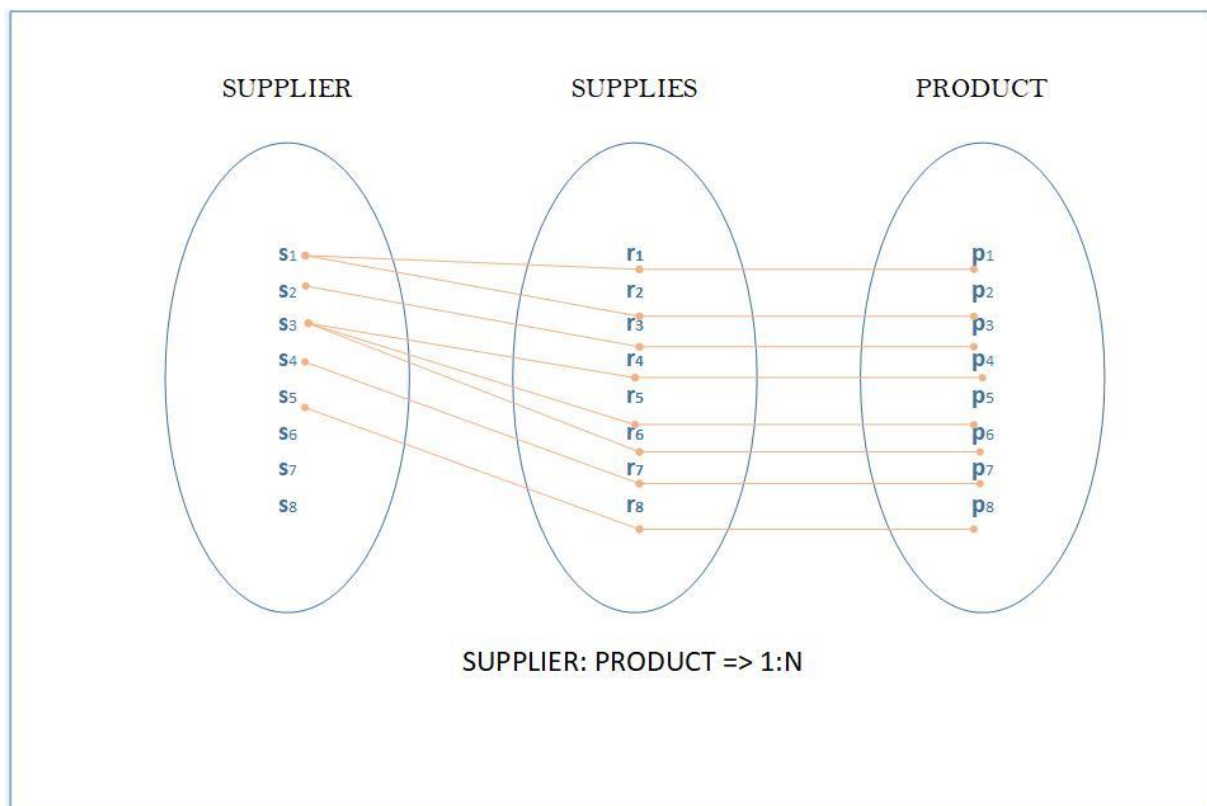 SUPPLIER SUPPLIES PRODUCT
s1 r1 p1
s2 r2 p2
s3 r3 p3
s4 r4 p4
s5 r5 p5
s6 r6 p6
s7 r7 p7
s8 r8 p8
SUPPLIER: PRODUCT => 1:N